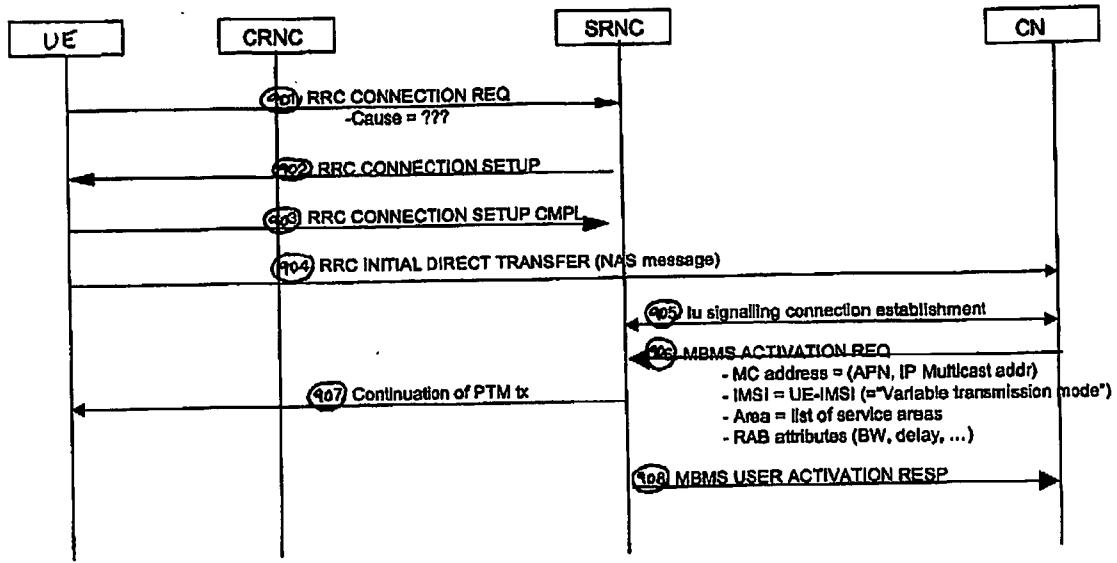 UE
CRNC
SRNC
CN
901 RRC CONNECTION REQ
-Cause = ???
902 RRC CONNECTION SETUP
903 RRC CONNECTION SETUP CMPL
904 RRC INITIAL DIRECT TRANSFER (NAS message)
905 Iu signalling connection establishment
906 MBMS ACTIVATION REQ
- MC address = (APN, IP Multicast addr)
- IMSI = UE-IMSI (="Variable transmission mode")
- Area = list of service areas
- RAB attributes (BW, delay, ...)
907 Continuation of PTM tx
908 MBMS USER ACTIVATION RESP